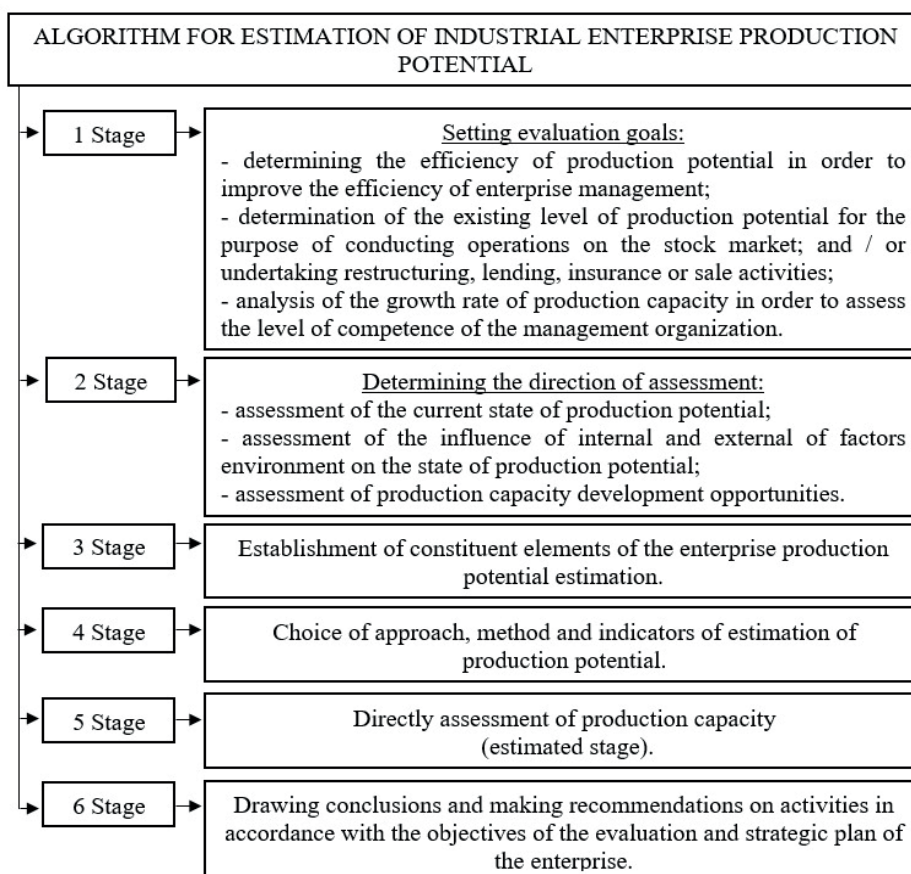 ALGORITHM FOR ESTIMATION OF INDUSTRIAL ENTERPRISE PRODUCTION
POTENTIAL
1 Stage
Setting evaluation goals:
- determining the efficiency of production potential in order to
improve the efficiency of enterprise management;
- determination of the existing level of production potential for the
purpose of conducting operations on the stock market; and / or
undertaking restructuring, lending, insurance or sale activities;
- analysis of the growth rate of production capacity in order to assess
the level of competence of the management organization.
2 Stage
Determining the direction of assessment:
- assessment of the current state of production potential;
- assessment of the influence of internal and external of factors
environment on the state of production potential;
- assessment of production capacity development opportunities.
3 Stage
Establishment of constituent elements of the enterprise production
potential estimation.
4 Stage
Choice of approach, method and indicators of estimation of
production potential.
5 Stage
Directly assessment of production capacity
(estimated stage).
6 Stage
Drawing conclusions and making recommendations on activities in
accordance with the objectives of the evaluation and strategic plan of
the enterprise.